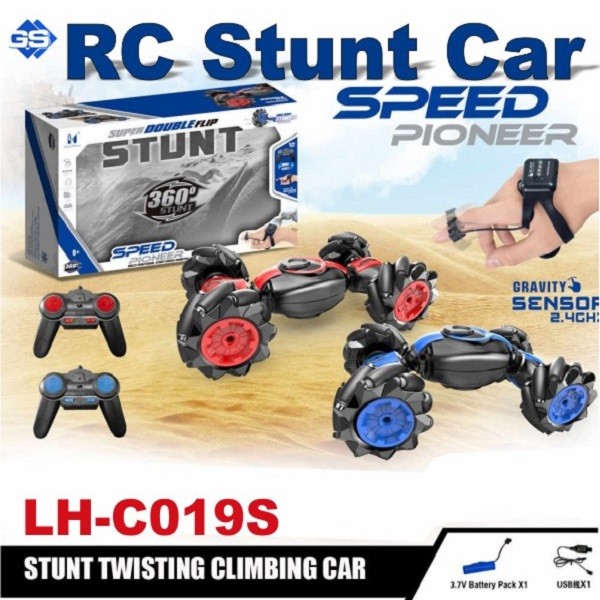 GS
RC Stunt Car
SPEED
PIONEER
SUPER DOUBLE FLIP
STUNT
360°
STUNT
SPEED
PIONEER
GRAVITY
SENSOR
2.4GHz
LH-C019S
STUNT TWISTING CLIMBING CAR
3.7V Battery Pack X1
USB线X1